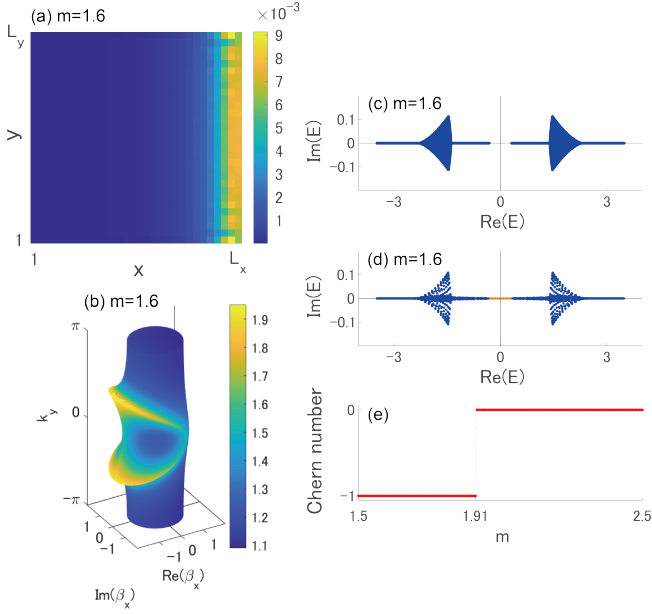 (a) m=1.6
× 10⁻³
L_y
y
1
1
x
L_x
9
8
7
6
5
4
3
2
1
(b) m=1.6
π
k_y
0
−π
1
0
−1
Im(β_x)
−1
0
1
Re(β_x)
1.9
1.8
1.7
1.6
1.5
1.4
1.3
1.2
1.1
(c) m=1.6
Im(E)
0.1
0
-0.1
-3
0
3
Re(E)
(d) m=1.6
Im(E)
0.1
0
-0.1
-3
0
3
Re(E)
(e)
Chern number
0
−1
1.5
1.91
2.5
m